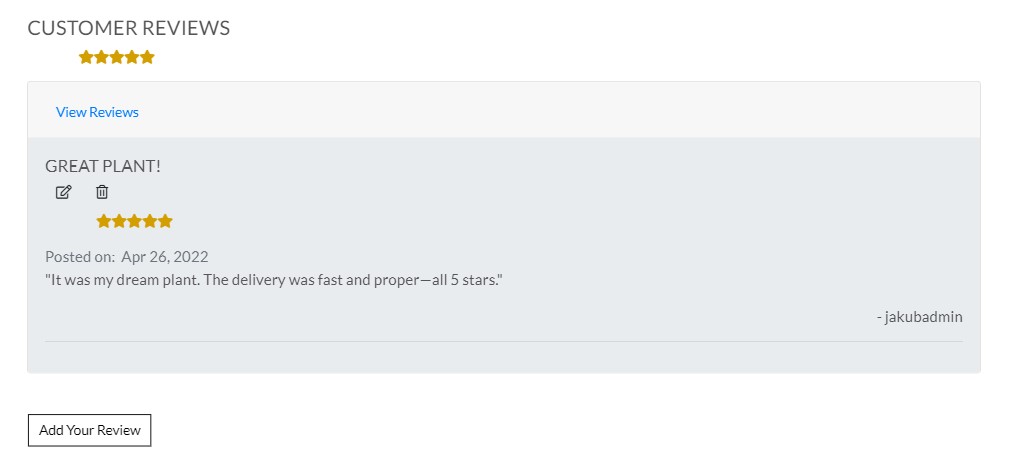 CUSTOMER REVIEWS
View Reviews
GREAT PLANT!
Posted on: Apr 26, 2022
"It was my dream plant. The delivery was fast and proper—all 5 stars."
- jakubadmin
Add Your Review